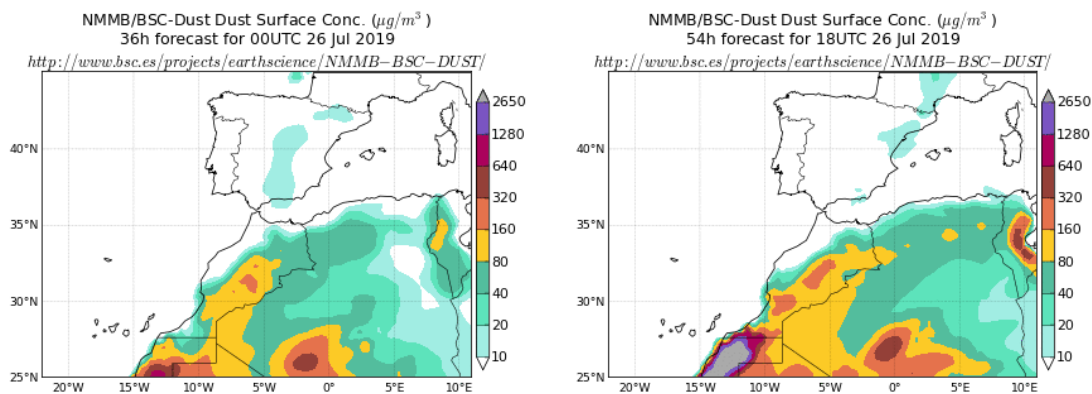 NMMB/BSC-Dust Dust Surface Conc. (µg/m³)
36h forecast for 00UTC 26 Jul 2019
http://www.bsc.es/projects/earthscience/NMMB-BSC-DUST/
2650
1280
640
320
160
80
40
20
10
40°N
35°N
30°N
25°N
20°W 15°W 10°W 5°W 0°E 5°E 10°E
NMMB/BSC-Dust Dust Surface Conc. (µg/m³)
54h forecast for 18UTC 26 Jul 2019
http://www.bsc.es/projects/earthscience/NMMB-BSC-DUST/
2650
1280
640
320
160
80
40
20
10
40°N
35°N
30°N
25°N
20°W 15°W 10°W 5°W 0°E 5°E 10°E